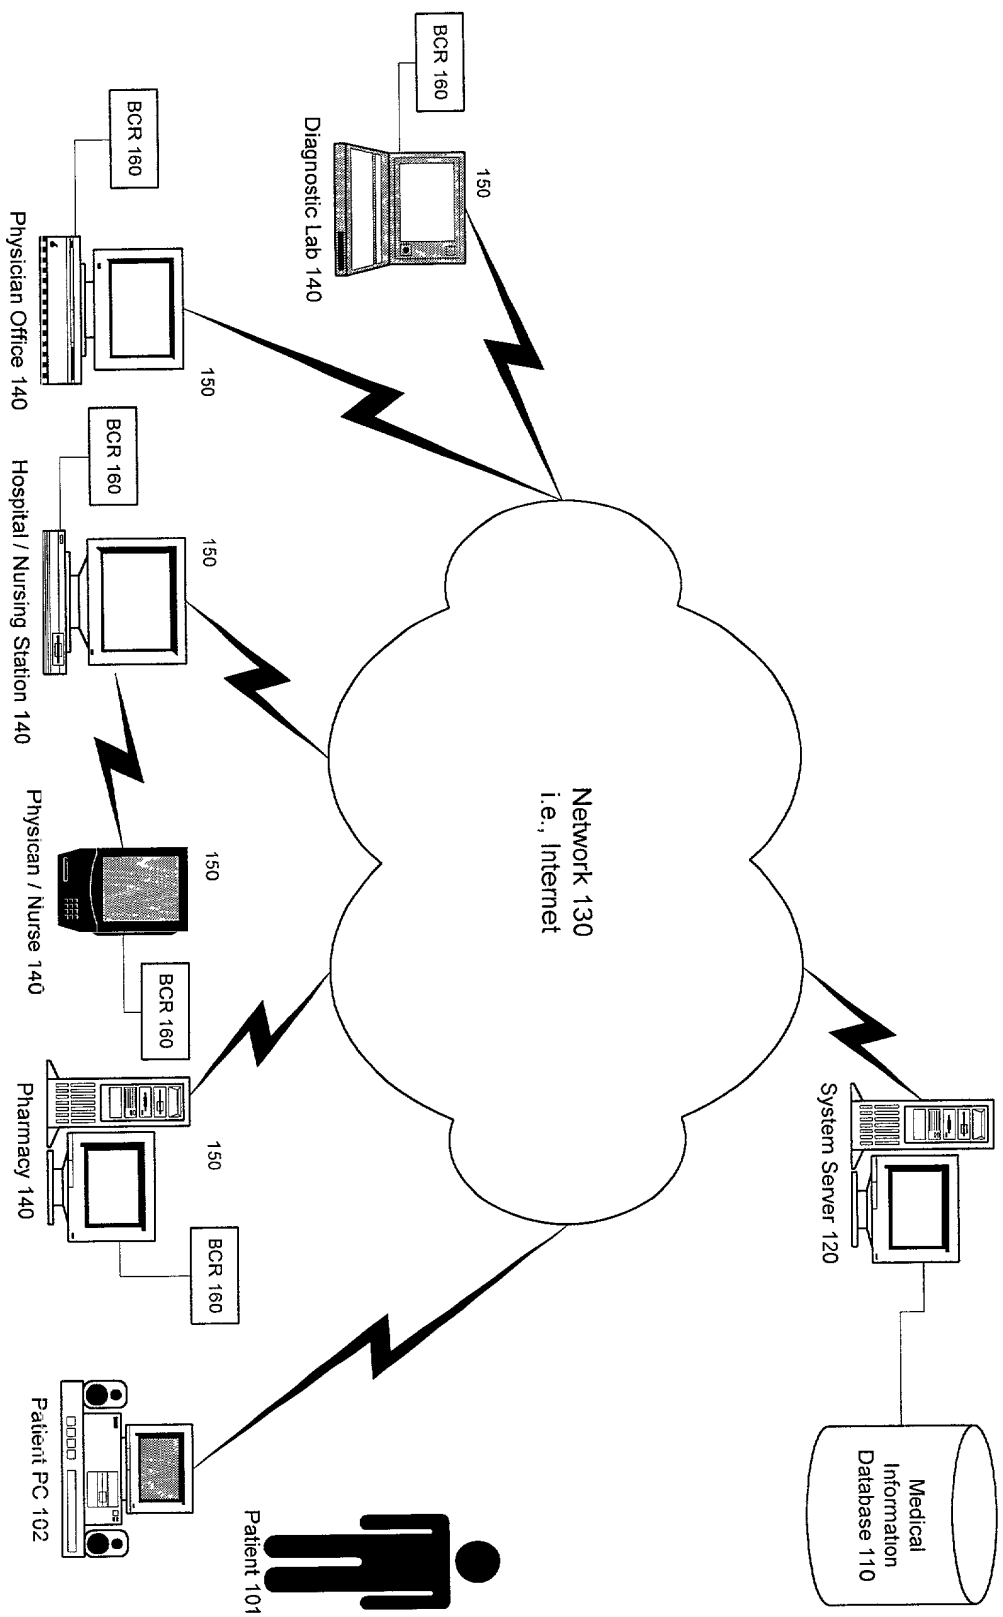 Medical
Information
Database 110
System Server 120
Network 130
i.e., Internet
BCR 160
150
Diagnostic Lab 140
BCR 160
150
Physician Office 140
BCR 160
150
Hospital / Nursing Station 140
150
BCR 160
Physican / Nurse 140
150
BCR 160
Pharmacy 140
Patient PC 102
Patient 101